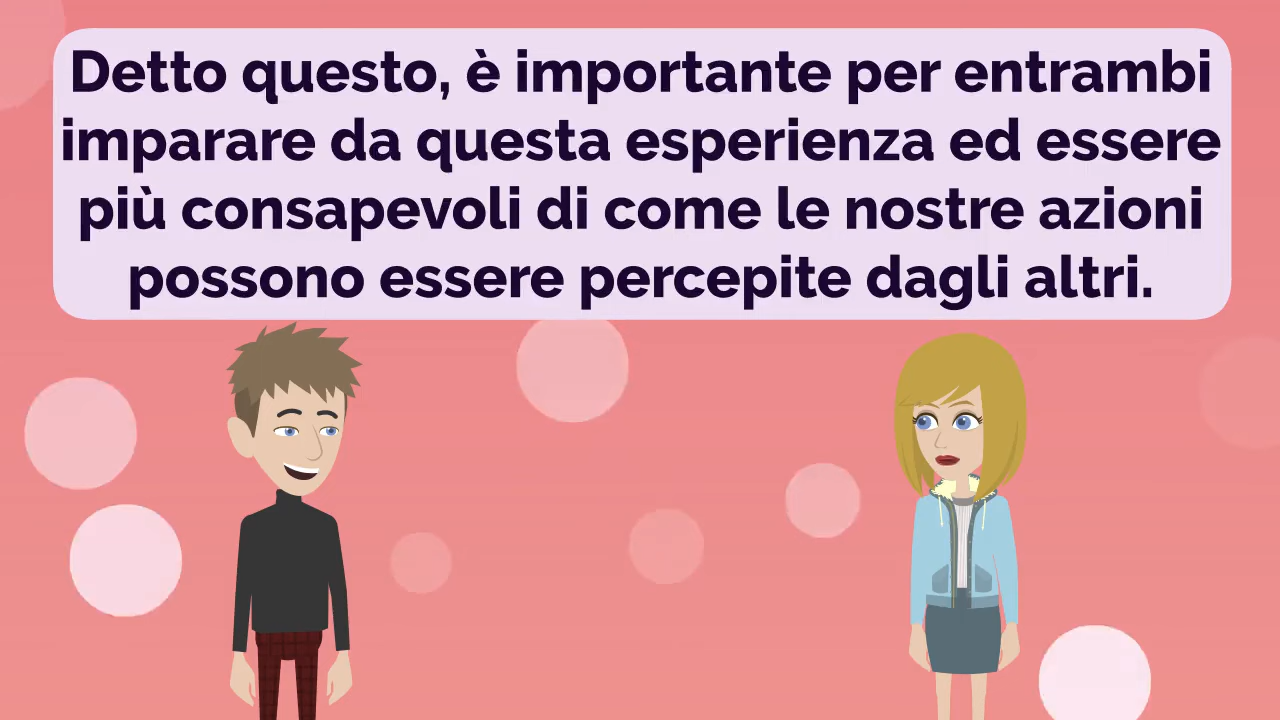 Detto questo, è importante per entrambi
imparare da questa esperienza ed essere
più consapevoli di come le nostre azioni
possono essere percepite dagli altri.